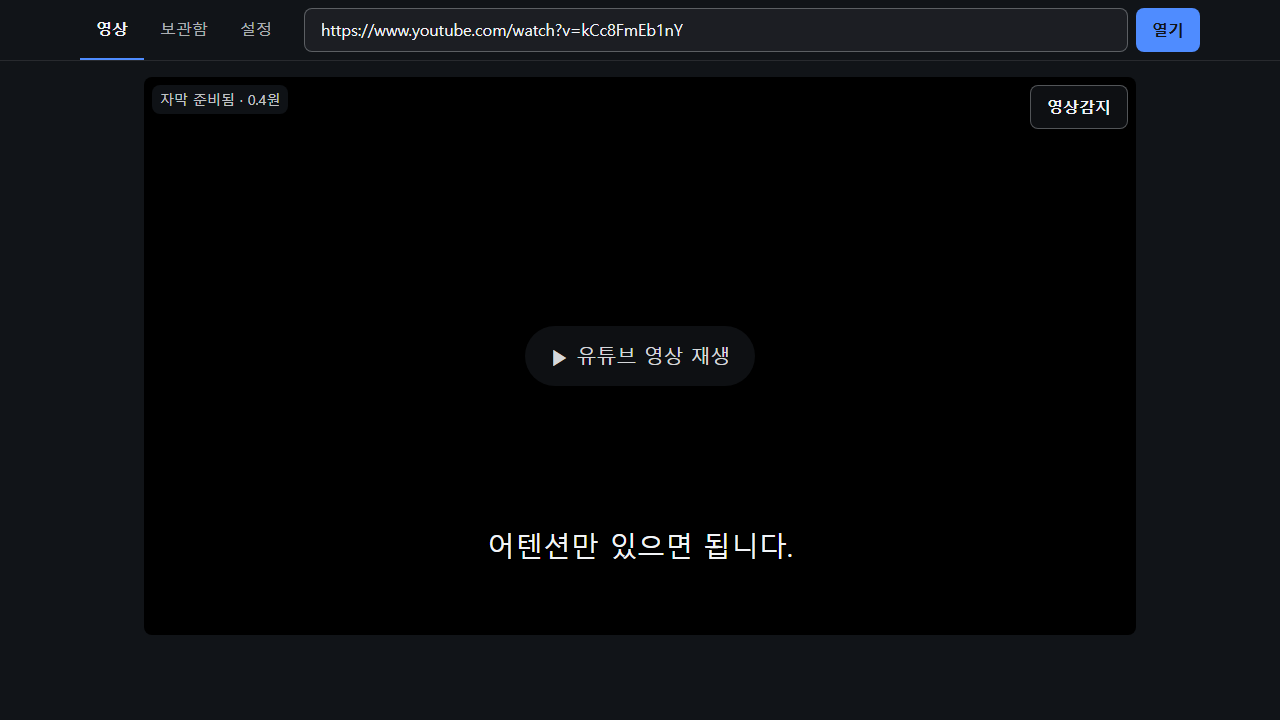 영상 보관함 설정 https://www.youtube.com/watch?v=kCc8FmEb1nY 열기
자막 준비됨 · 0.4원 영상감지
▶ 유튜브 영상 재생
어텐션만 있으면 됩니다.